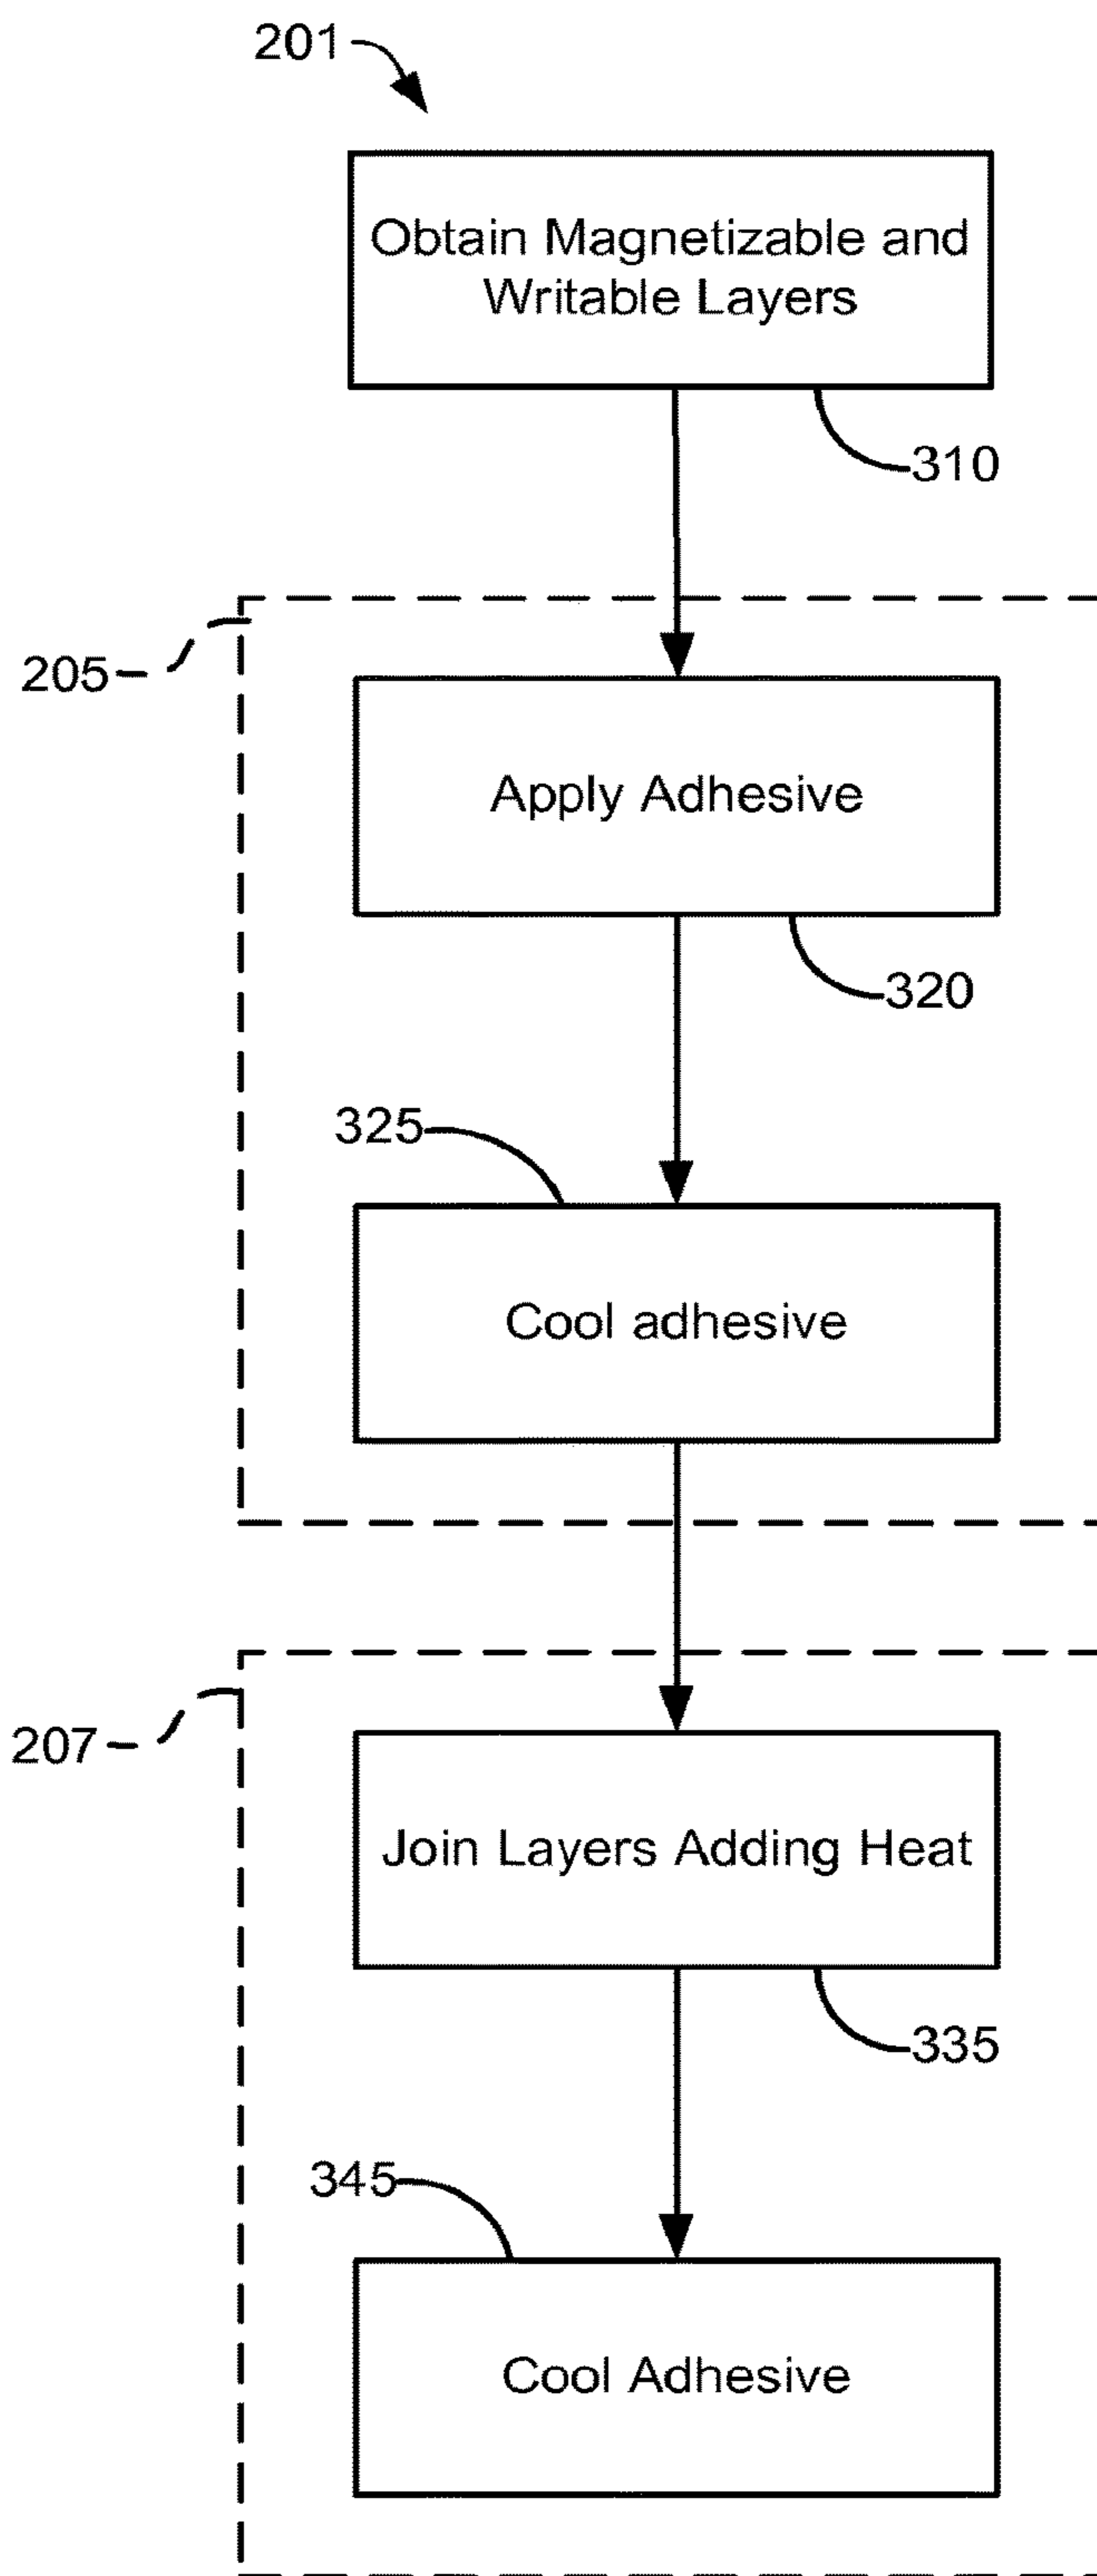 201
Obtain Magnetizable and
Writable Layers
310
205
Apply Adhesive
320
325
Cool adhesive
207
Join Layers Adding Heat
335
345
Cool Adhesive